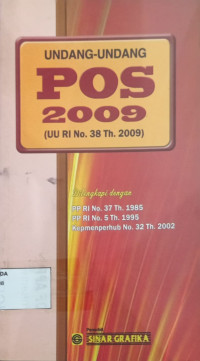 UNDANG-UNDANG
POS
2009
(UU RI No. 38 Th. 2009)
Dilengkapi dengan
PP RI No. 37 Th. 1985
PP RI No. 5 Th. 1995
Kepmenperhub No. 32 Th. 2002
Penerbit
SINAR GRAFIKA